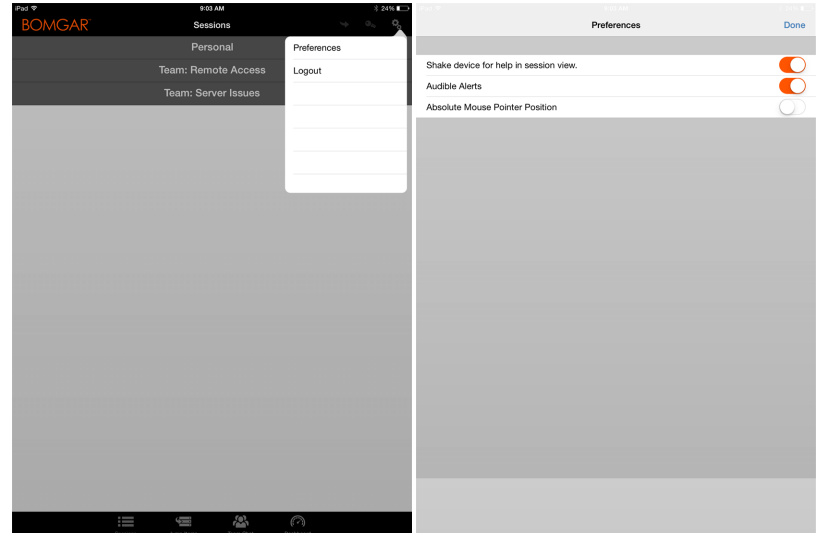 iPad
9:03 AM
24%
BOMGAR
Sessions
Personal
Team: Remote Access
Team: Server Issues
Preferences
Logout
Preferences
Done
Shake device for help in session view.
Audible Alerts
Absolute Mouse Pointer Position